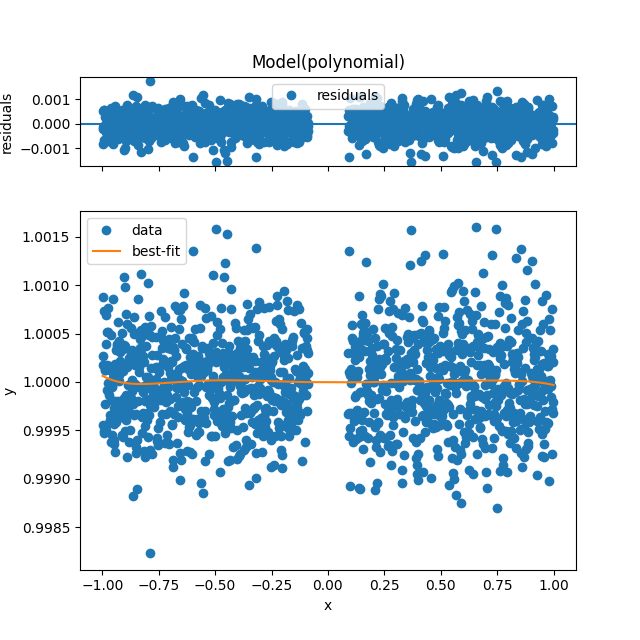 Model(polynomial)
residuals
0.001
0.000
−0.001
residuals
1.0015
1.0010
1.0005
1.0000
0.9995
0.9990
0.9985
y
data
best-fit
−1.00 −0.75 −0.50 −0.25 0.00 0.25 0.50 0.75 1.00
x